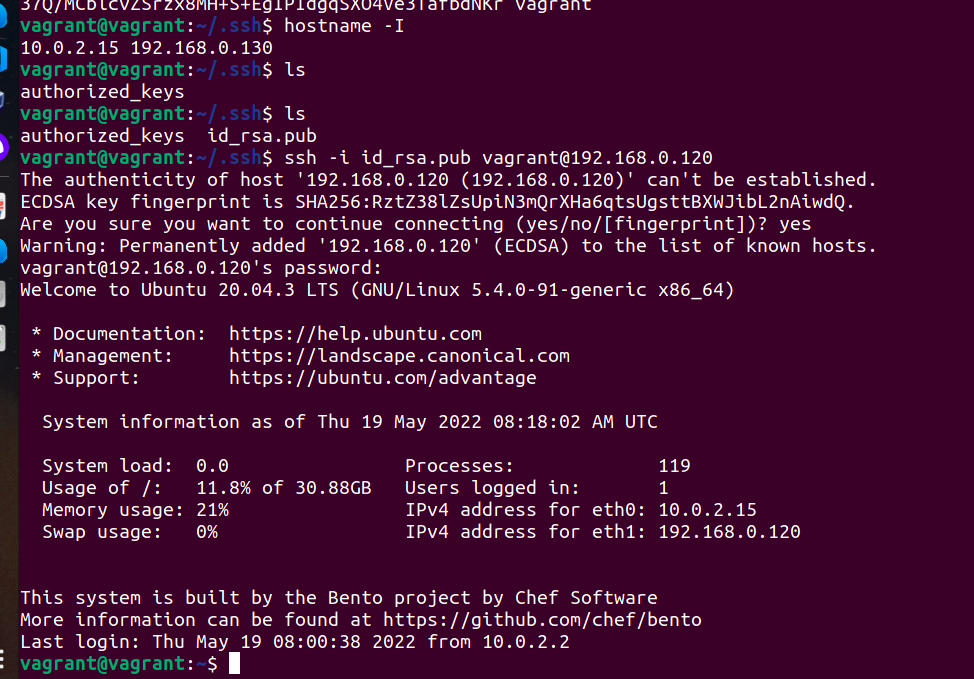 vagrant
vagrant@vagrant:~/.ssh$ hostname -I
10.0.2.15 192.168.0.130
vagrant@vagrant:~/.ssh$ ls
authorized_keys
vagrant@vagrant:~/.ssh$ ls
authorized_keys  id_rsa.pub
vagrant@vagrant:~/.ssh$ ssh -i id_rsa.pub vagrant@192.168.0.120
The authenticity of host '192.168.0.120 (192.168.0.120)' can't be established.
ECDSA key fingerprint is SHA256:RztZ38lZsUpiN3mQrXHa6qtsUgsttBXWJibL2nAiwdQ.
Are you sure you want to continue connecting (yes/no/[fingerprint])? yes
Warning: Permanently added '192.168.0.120' (ECDSA) to the list of known hosts.
vagrant@192.168.0.120's password:
Welcome to Ubuntu 20.04.3 LTS (GNU/Linux 5.4.0-91-generic x86_64)
* Documentation:  https://help.ubuntu.com
* Management:     https://landscape.canonical.com
* Support:        https://ubuntu.com/advantage
System information as of Thu 19 May 2022 08:18:02 AM UTC
System load:  0.0                Processes:             119
Usage of /:   11.8% of 30.88GB   Users logged in:       1
Memory usage: 21%                IPv4 address for eth0: 10.0.2.15
Swap usage:   0%                 IPv4 address for eth1: 192.168.0.120
This system is built by the Bento project by Chef Software
More information can be found at https://github.com/chef/bento
Last login: Thu May 19 08:00:38 2022 from 10.0.2.2
vagrant@vagrant:~$